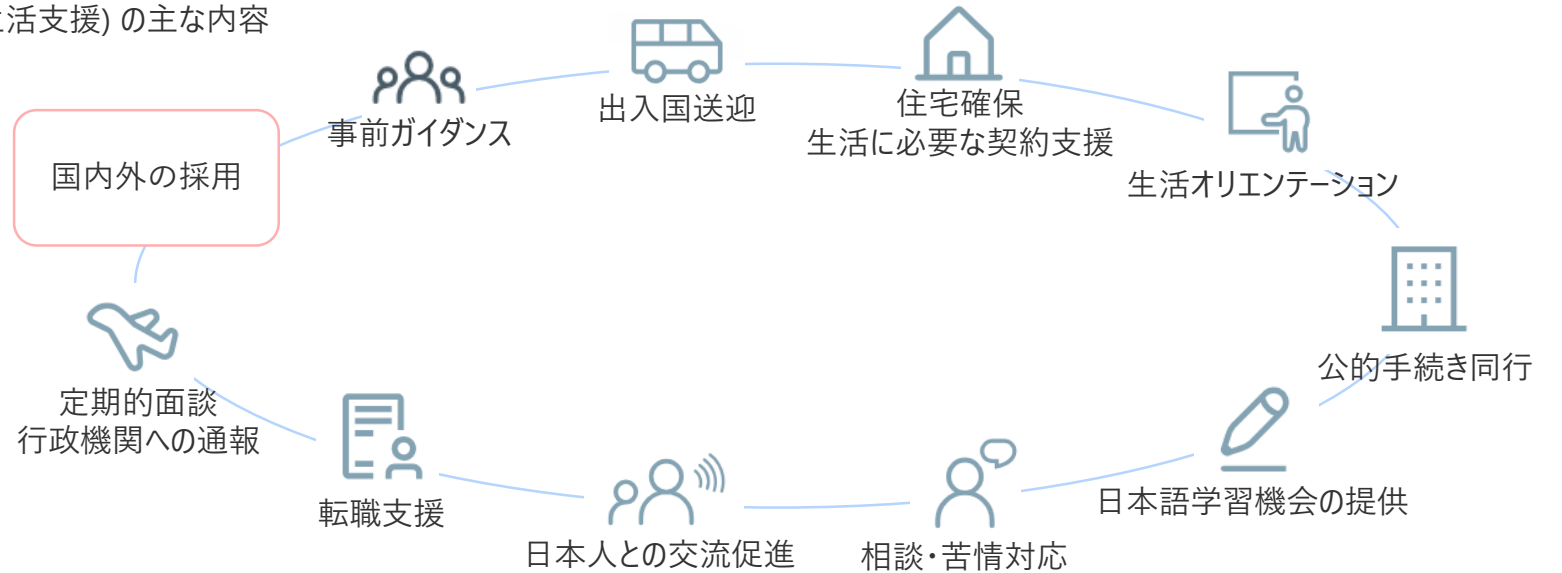 活支援) の主な内容
国内外の採用
事前ガイダンス
出入国送迎
住宅確保
生活に必要な契約支援
生活オリエンテーション
公的手続き同行
日本語学習機会の提供
相談・苦情対応
日本人との交流促進
転職支援
定期的面談
行政機関への通報